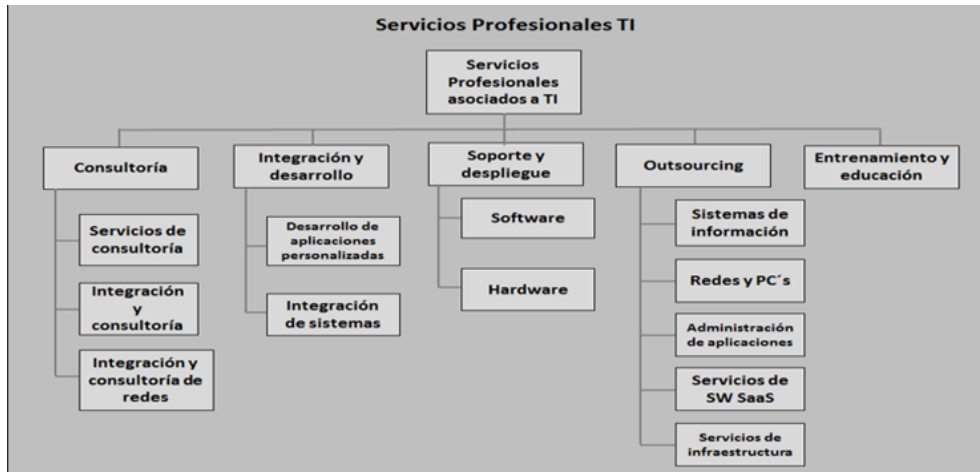 Servicios Profesionales TI
Servicios
Profesionales
asociados a TI
Consultoría
Servicios de
consultoría
Integración
y
consultoría
Integración y
consultoría de
redes
Integración y
desarrollo
Desarrollo de
aplicaciones
personalizadas
Integración
de sistemas
Soporte y
despliegue
Software
Hardware
Outsourcing
Sistemas de
información
Redes y PC´s
Administración
de aplicaciones
Servicios de
SW SaaS
Servicios de
infraestructura
Entrenamiento y
educación